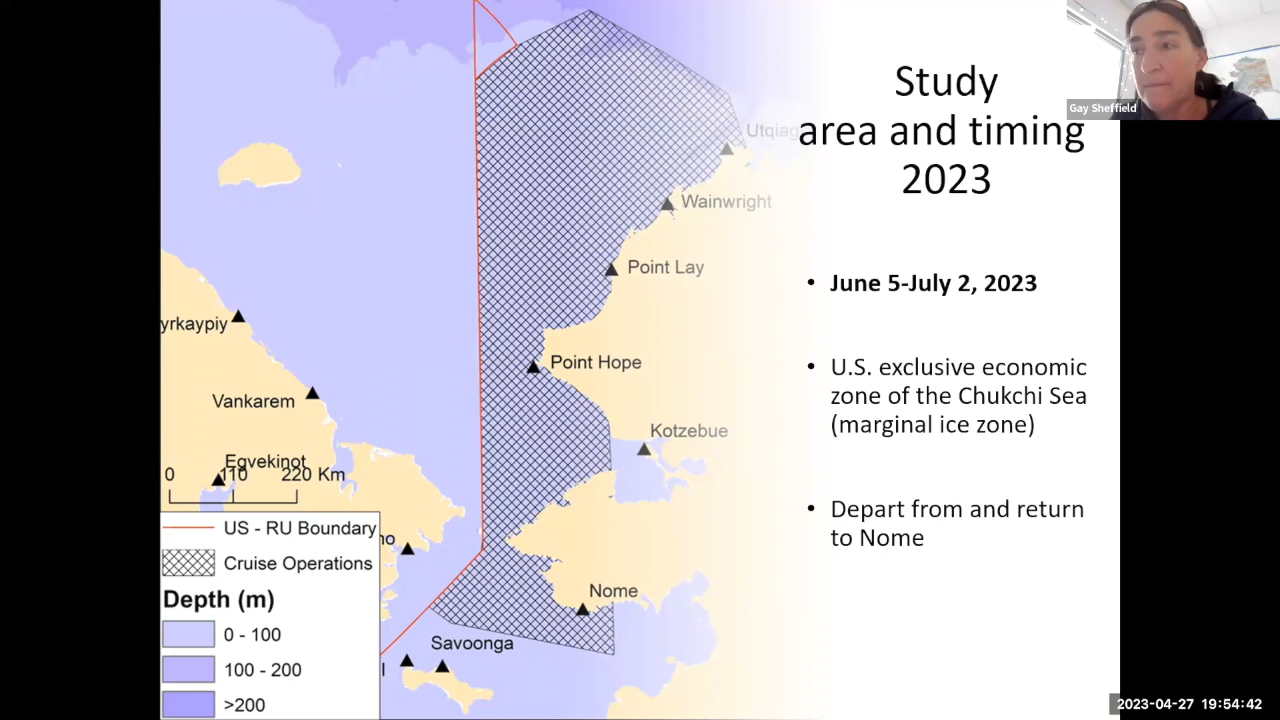 Study
area and timing
2023
Gay Sheffield
Utqiag
Wainwright
Point Lay
Point Hope
Kotzebue
yrkaypiy
Vankarem
Egvekinot
0 110 220 Km
US - RU Boundary
Cruise Operations
Depth (m)
0 - 100
100 - 200
>200
no
Nome
Savoonga
l
• June 5-July 2, 2023
• U.S. exclusive economic
zone of the Chukchi Sea
(marginal ice zone)
• Depart from and return
to Nome
2023-04-27 19:54:42